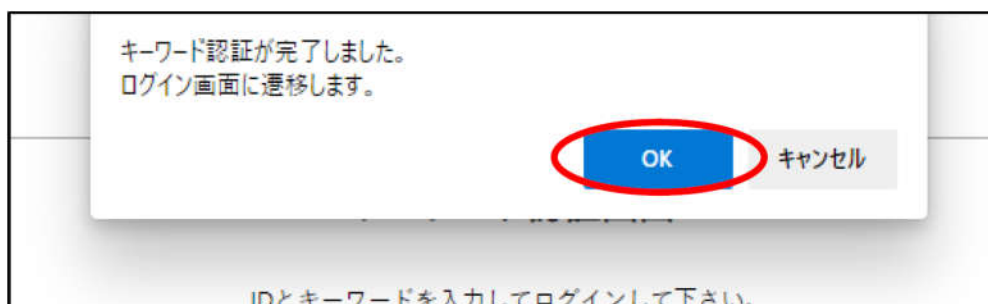 キーワード認証が完了しました。
ログイン画面に遷移します。
OK
キャンセル
IDとキーワードを入力してログインして下さい。